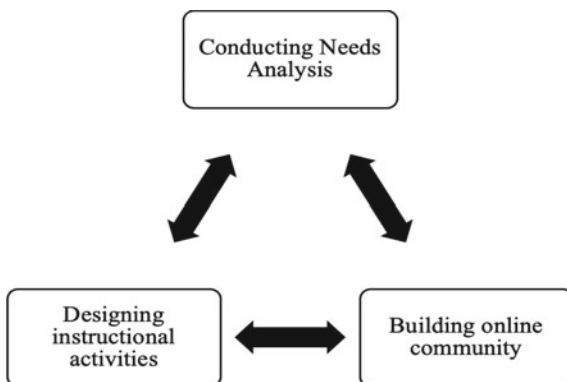 Conducting Needs
Analysis
Designing
instructional
activities
Building online
community